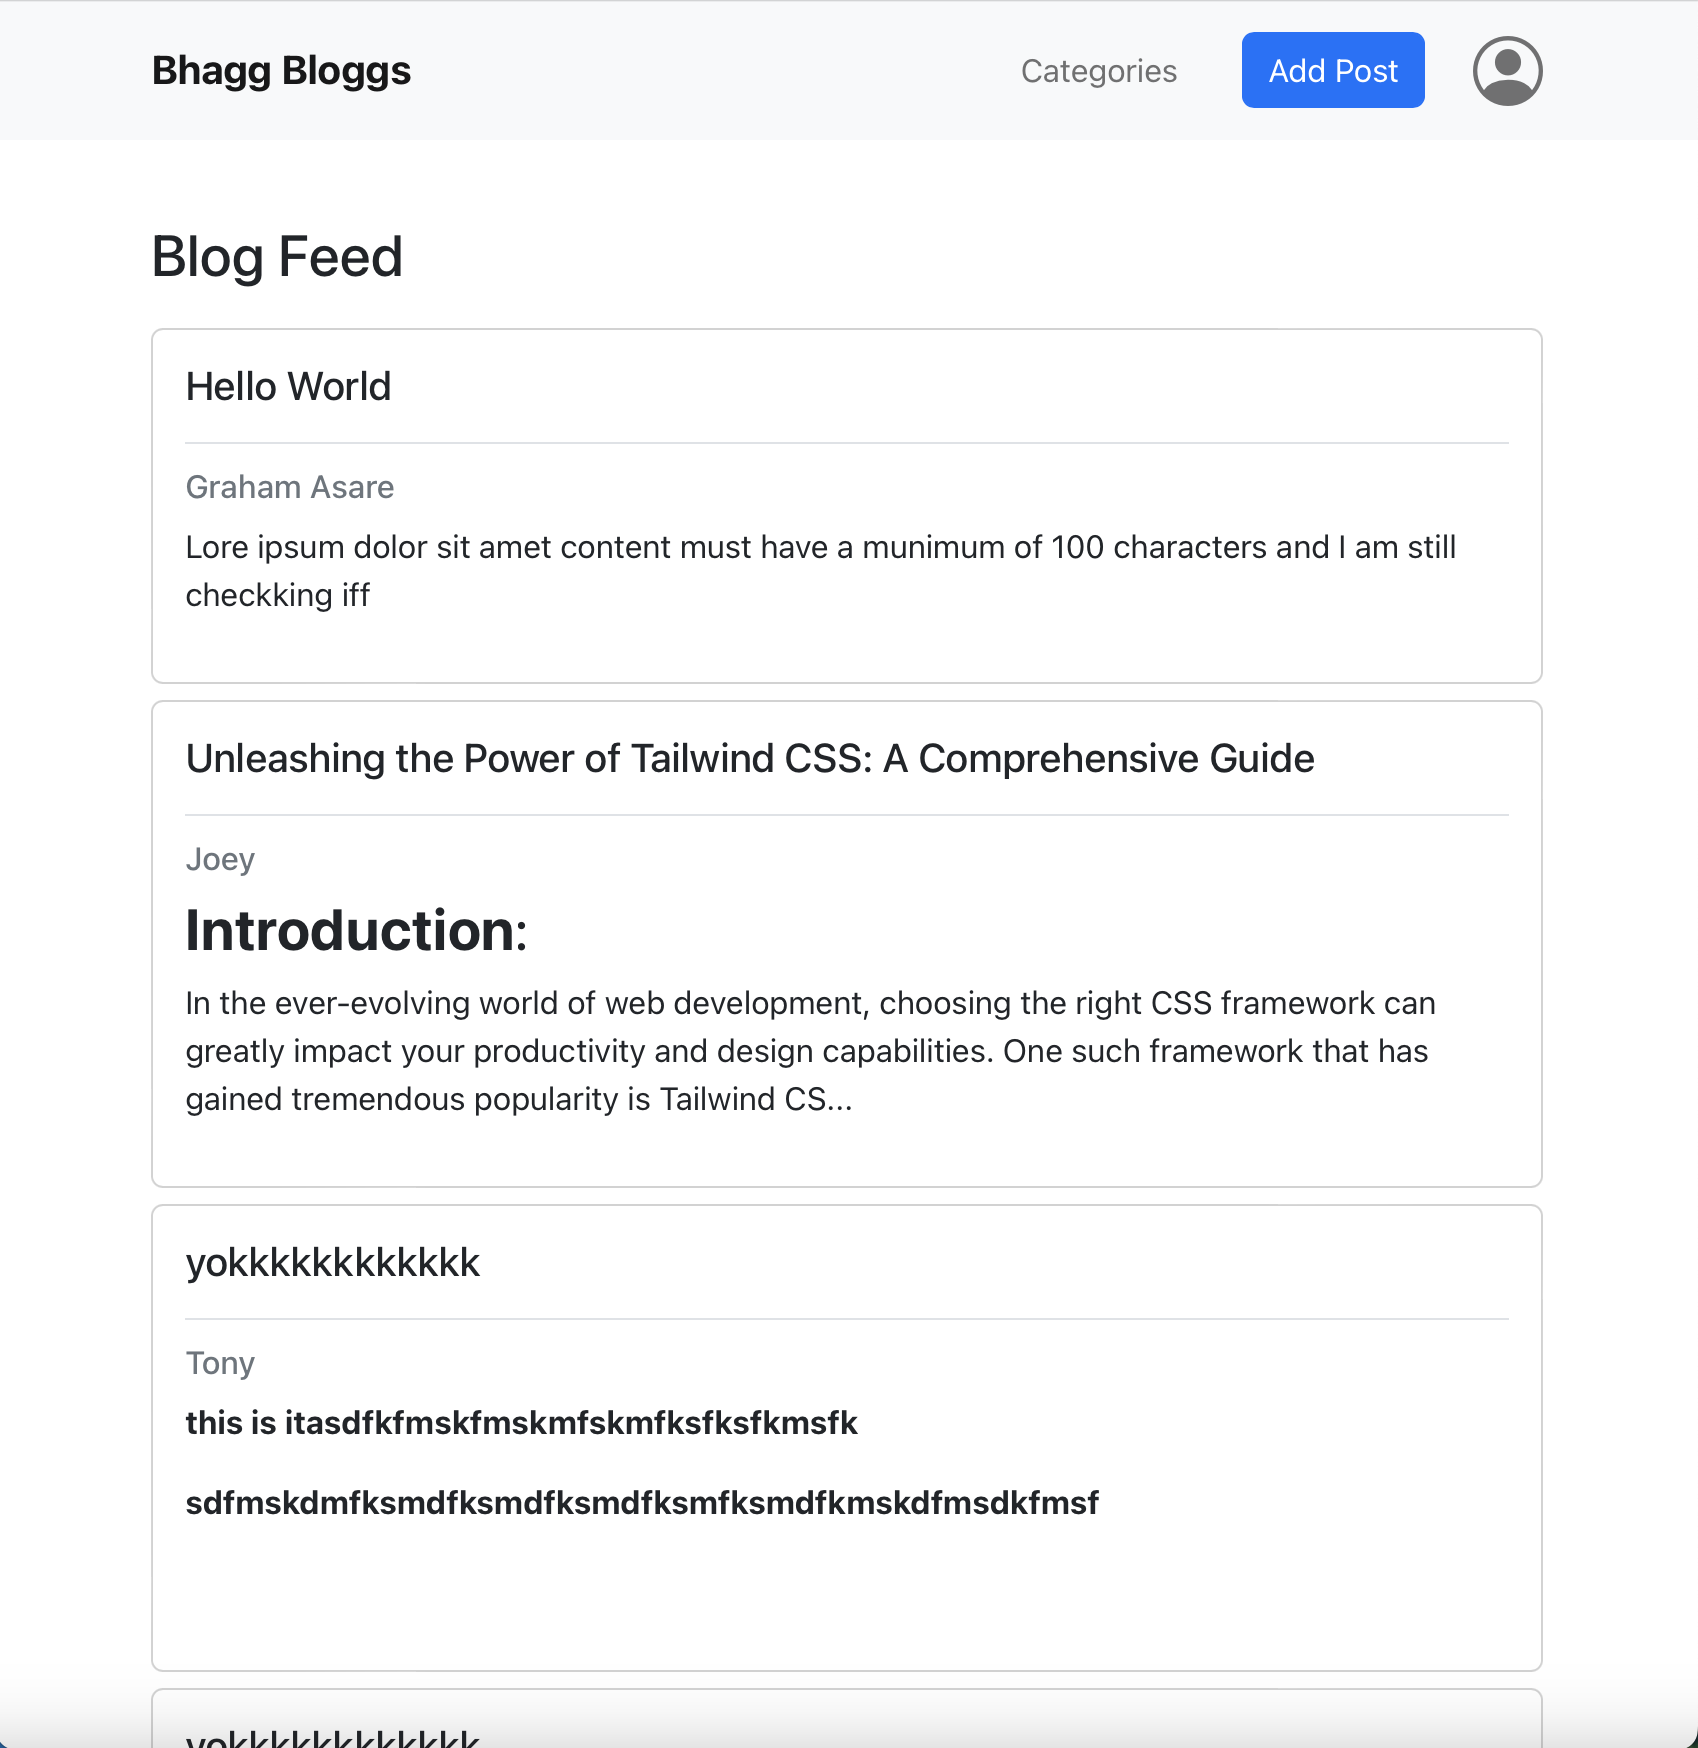 Bhagg Bloggs
Categories
Add Post
Blog Feed
Hello World
Graham Asare
Lore ipsum dolor sit amet content must have a munimum of 100 characters and I am still
checkking iff
Unleashing the Power of Tailwind CSS: A Comprehensive Guide
Joey
Introduction:
In the ever-evolving world of web development, choosing the right CSS framework can
greatly impact your productivity and design capabilities. One such framework that has
gained tremendous popularity is Tailwind CS...
yokkkkkkkkkkkk
Tony
this is itasdfkfmskfmskmfskmfksfksfkmsfk
sdfmskdmfksmdfksmdfksmdfksmfksmdfkmskdfmsdkfmsf
yokkkkkkkkkkkk